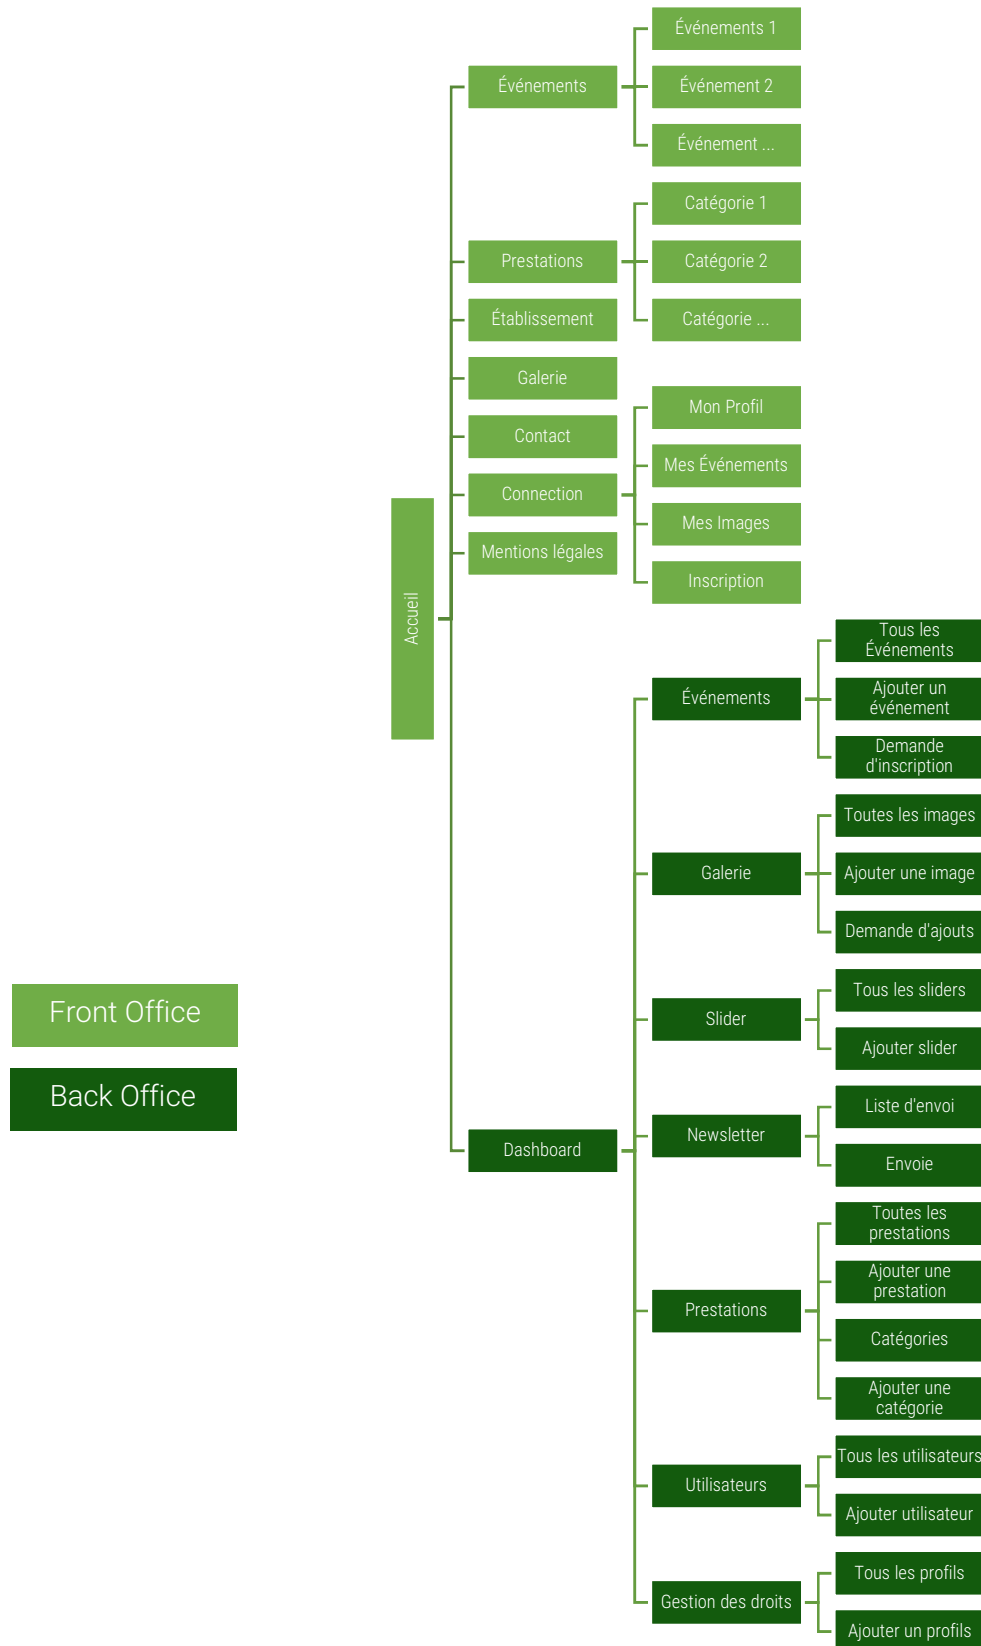 Événements 1
Événements
Événement 2
Événement ...
Catégorie 1
Prestations
Catégorie 2
Établissement
Catégorie ...
Galerie
Mon Profil
Contact
Mes Événements
Connection
Mes Images
Mentions légales
Inscription
Accueil
Tous les
Événements
Événements
Ajouter un
événement
Demande
d'inscription
Toutes les images
Galerie
Ajouter une image
Demande d'ajouts
Tous les sliders
Slider
Ajouter slider
Front Office
Back Office
Liste d'envoi
Newsletter
Dashboard
Envoie
Toutes les
prestations
Ajouter une
prestation
Prestations
Catégories
Ajouter une
catégorie
Tous les utilisateurs
Utilisateurs
Ajouter utilisateur
Tous les profils
Gestion des droits
Ajouter un profils